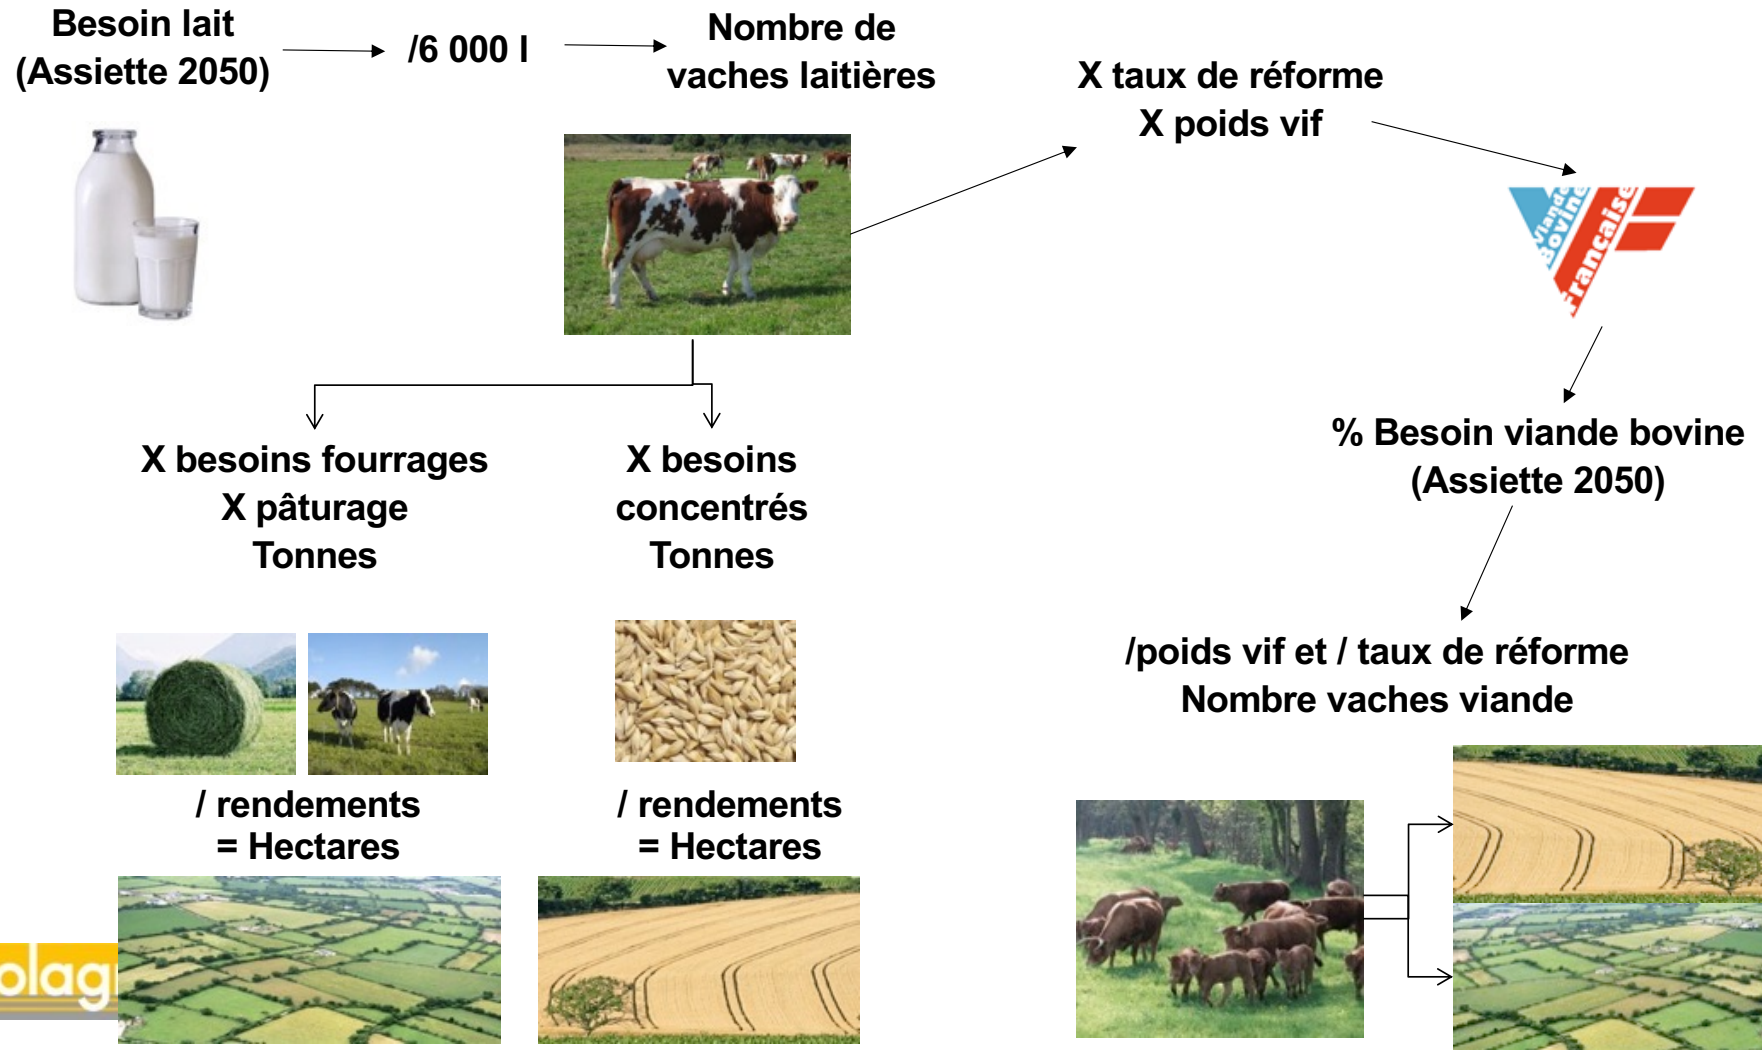 Besoin lait
(Assiette 2050)
/6 000 l
Nombre de
vaches laitières
X taux de réforme
X poids vif
Viande
Bovine
Française
% Besoin viande bovine
(Assiette 2050)
X besoins fourrages
X pâturage
Tonnes
X besoins
concentrés
Tonnes
/poids vif et / taux de réforme
Nombre vaches viande
/ rendements
= Hectares
/ rendements
= Hectares
olag